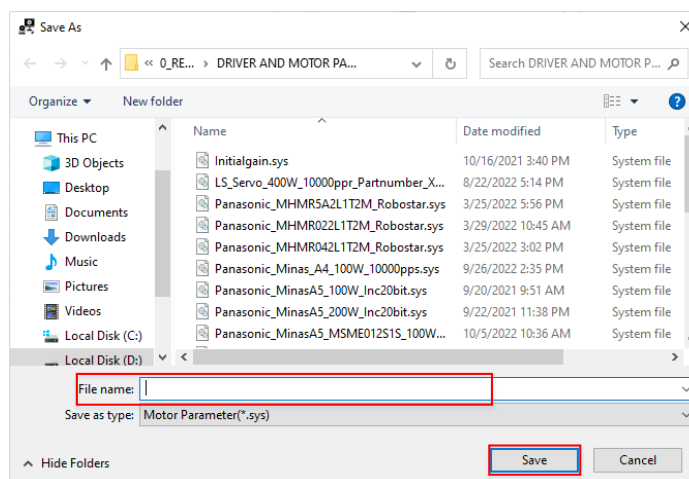 Save As
« 0_RE... > DRIVER AND MOTOR PA...
Search DRIVER AND MOTOR P...
Organize
New folder
?
This PC
3D Objects
Desktop
Documents
Downloads
Music
Pictures
Videos
Local Disk (C:)
Local Disk (D:)
Name Date modified Type
Initialgain.sys 10/16/2021 3:40 PM System file
LS_Servo_400W_10000ppr_Partnumber_X... 8/22/2022 5:14 PM System file
Panasonic_MHMR5A2L1T2M_Robostar.sys 3/25/2022 5:56 PM System file
Panasonic_MHMR022L1T2M_Robostar.sys 3/29/2022 10:45 AM System file
Panasonic_MHMR042L1T2M_Robostar.sys 3/25/2022 3:02 PM System file
Panasonic_Minas_A4_100W_10000pps.sys 9/26/2022 2:35 PM System file
Panasonic_MinasA5_100W_Inc20bit.sys 9/20/2021 9:51 AM System file
Panasonic_MinasA5_200W_Inc20bit.sys 9/22/2021 11:38 PM System file
Panasonic_MinasA5_MSME012S1S_100W... 10/5/2022 10:36 AM System file
File name:
Save as type: Motor Parameter(*.sys)
Hide Folders
Save
Cancel